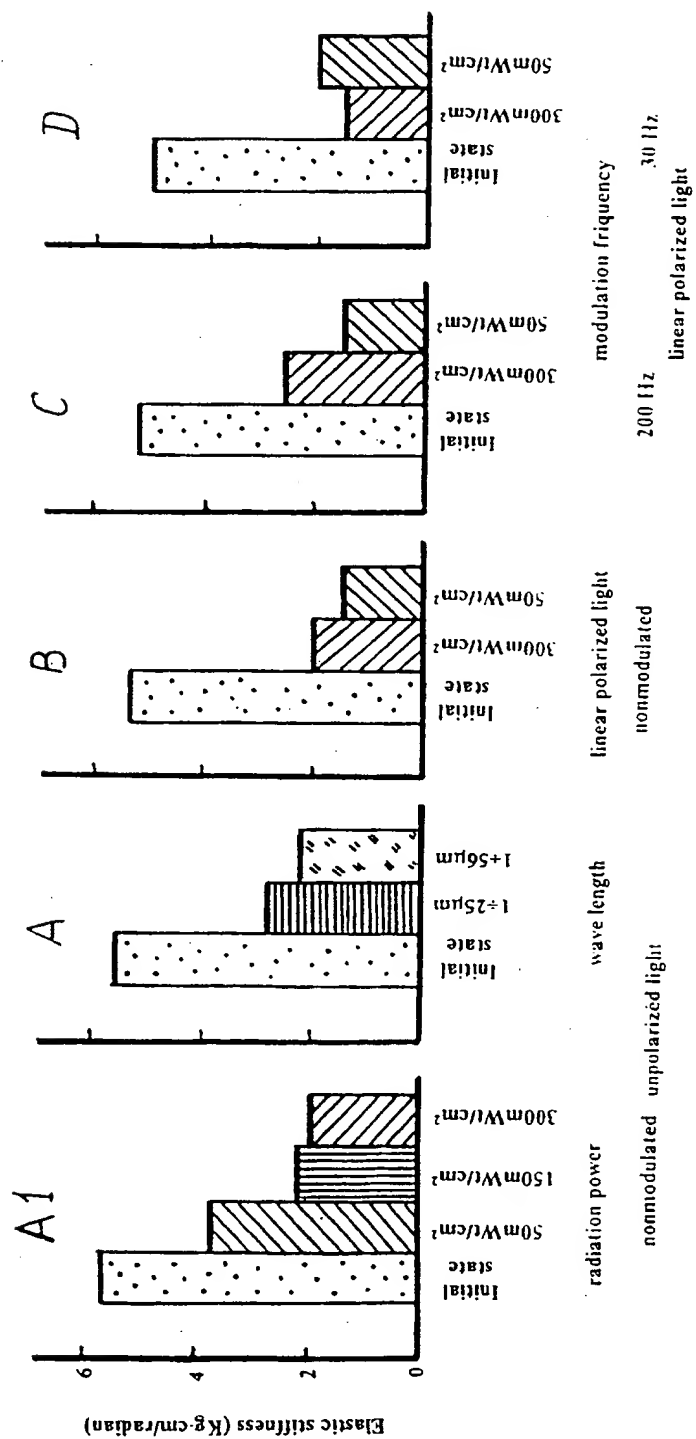 Elastic stiffness (Kg·cm/radian)
6
4
2
0
A1
Initial
state
50mWt/cm²
150mWt/cm²
300mWt/cm²
radiation power
A
Initial
state
1÷25µm
1÷56µm
wave length
nonmodulated unpolarized light
B
Initial
state
300mWt/cm²
50mWt/cm²
linear polarized light
nonmodulated
C
Initial
state
300mWt/cm²
50mWt/cm²
200 Hz
D
Initial
state
300mWt/cm²
50mWt/cm²
modulation friquency
30 Hz
linear polarized light